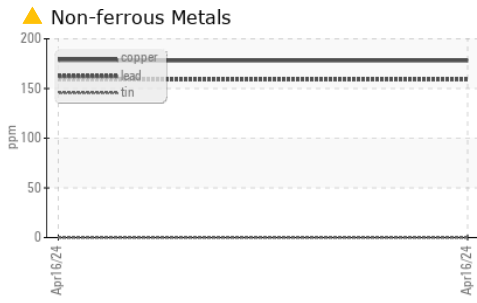 Non-ferrous Metals
200
150
100
50
0
ppm
copper
lead
tin
Apr16/24
Apr16/24